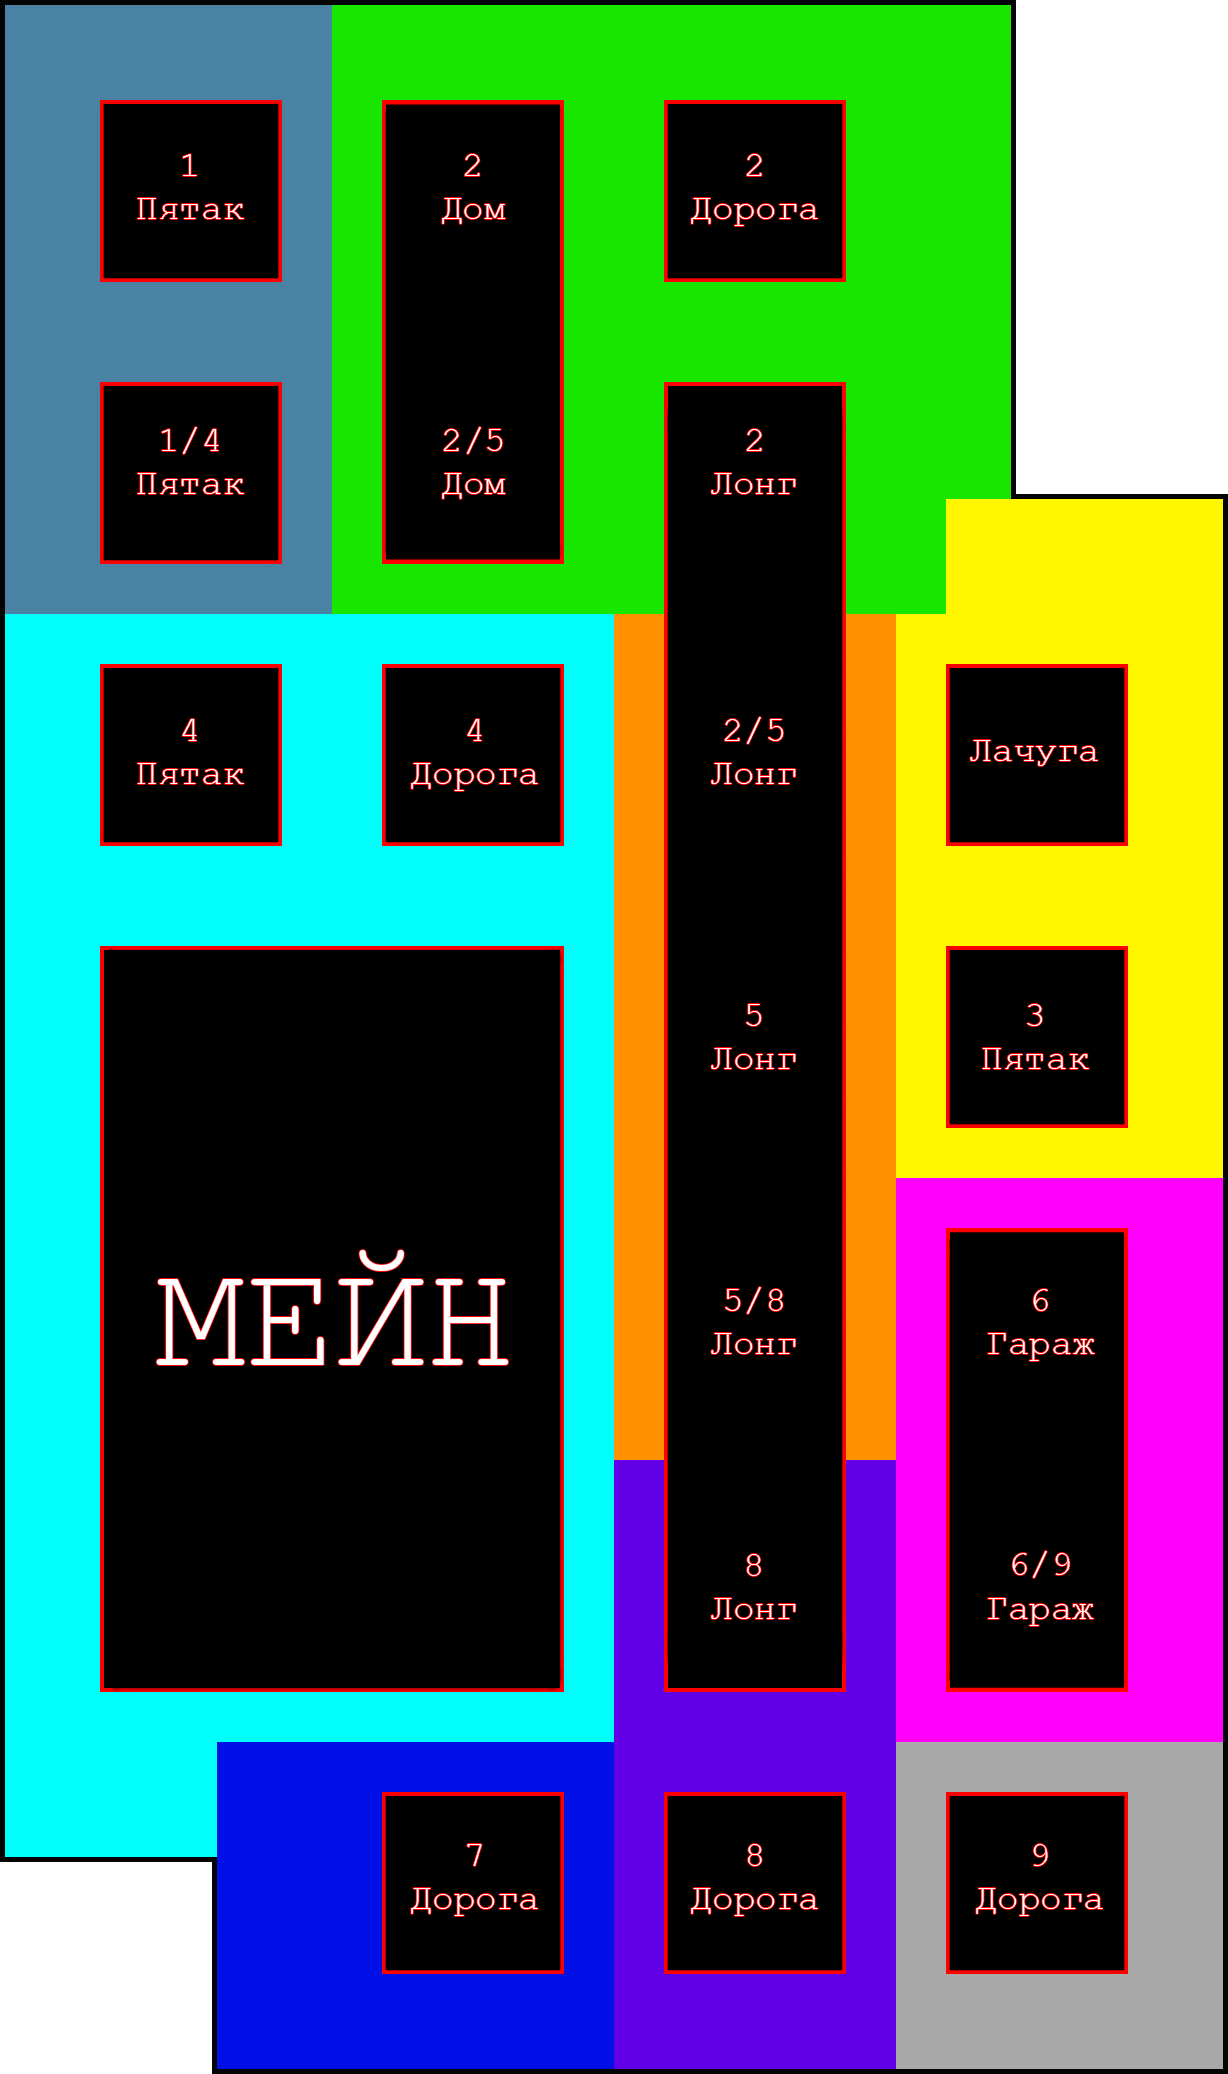 1
Пятак
2
Дом
2
Дорога
1/4
Пятак
2/5
Дом
2
Лонг
4
Пятак
4
Дорога
2/5
Лонг
Лачуга
5
Лонг
3
Пятак
МЕЙН
5/8
Лонг
6
Гараж
8
Лонг
6/9
Гараж
7
Дорога
8
Дорога
9
Дорога